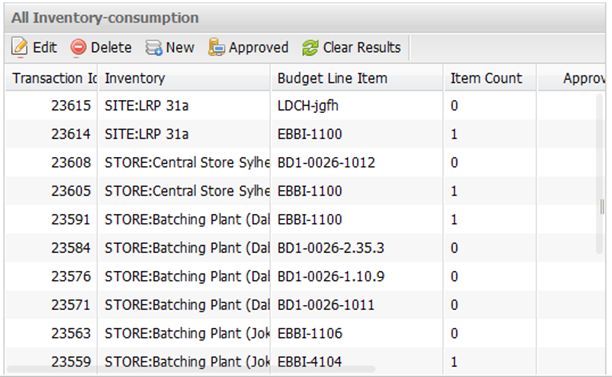 All Inventory-consumption
Edit Delete New Approved Clear Results
Transaction Id Inventory Budget Line Item Item Count Approv
23615 SITE:LRP 31a LDCH-jgfh 0
23614 SITE:LRP 31a EBBI-1100 1
23608 STORE:Central Store Sylhe BD1-0026-1012 0
23605 STORE:Central Store Sylhe EBBI-1100 1
23591 STORE:Batching Plant (Dal EBBI-1100 1
23584 STORE:Batching Plant (Dal BD1-0026-2.35.3 0
23576 STORE:Batching Plant (Dal BD1-0026-1.10.9 0
23571 STORE:Batching Plant (Dal BD1-0026-1011 0
23563 STORE:Batching Plant (Jok EBBI-1106 0
23559 STORE:Batching Plant (Jok EBBI-4104 1